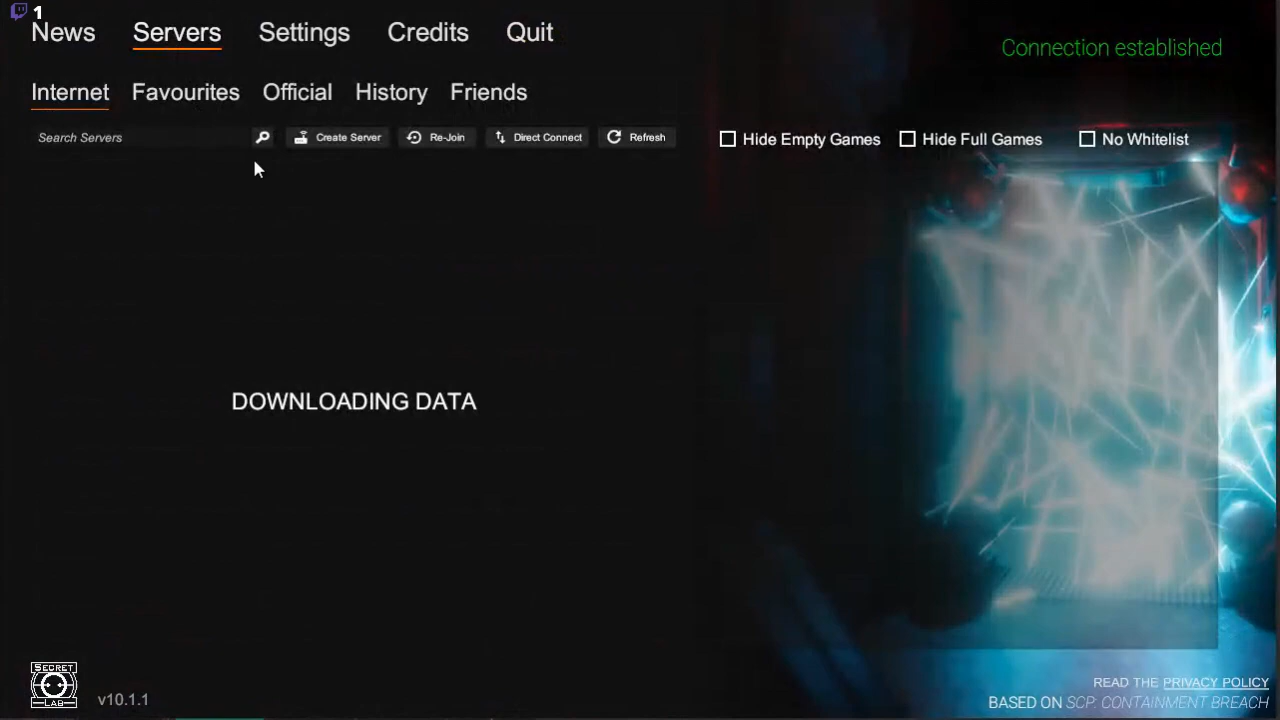 1
News Servers Settings Credits Quit
Connection established
Internet Favourites Official History Friends
Search Servers Create Server Re-Join Direct Connect Refresh Hide Empty Games Hide Full Games No Whitelist
DOWNLOADING DATA
SECRET
LAB
v10.1.1
READ THE PRIVACY POLICY
BASED ON SCP: CONTAINMENT BREACH